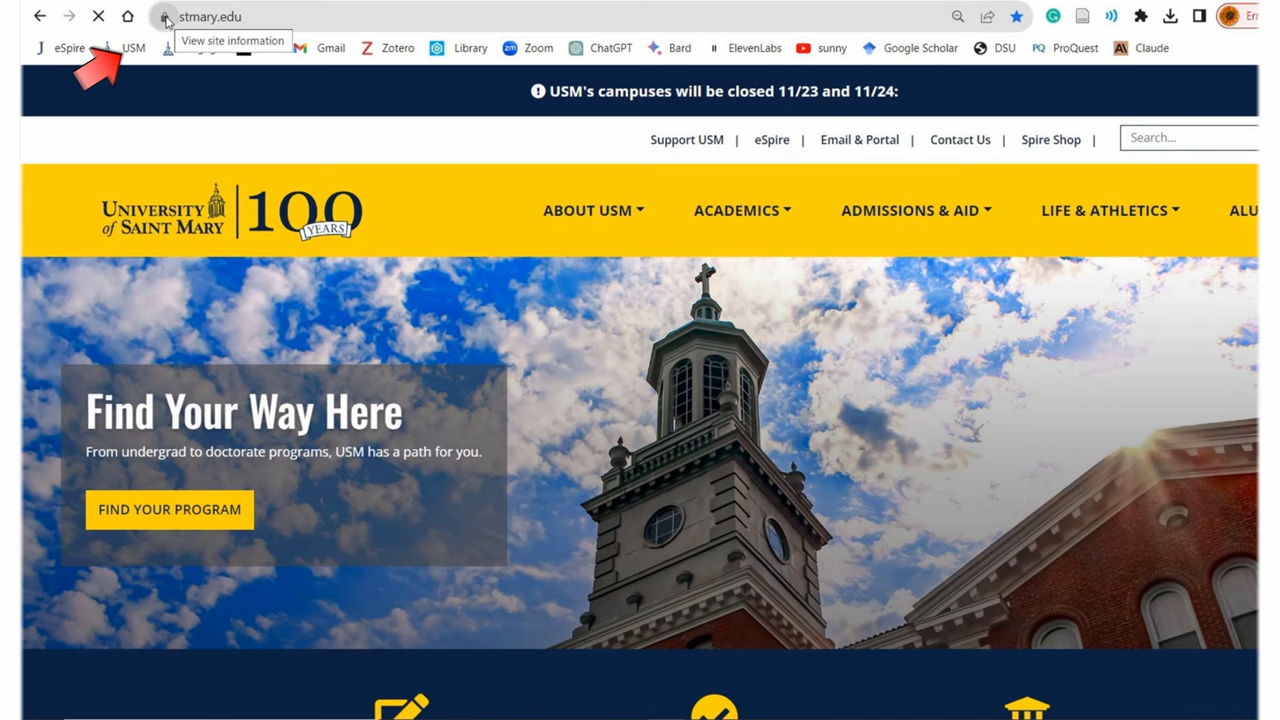 stmary.edu
View site information
eSpire
USM
Gmail
Zotero
Library
Zoom
ChatGPT
Bard
ElevenLabs
sunny
Google Scholar
DSU
ProQuest
Claude
USM's campuses will be closed 11/23 and 11/24:
Support USM | eSpire | Email & Portal | Contact Us | Spire Shop |
Search...
UNIVERSITY
of SAINT MARY
100
YEARS
ABOUT USM
ACADEMICS
ADMISSIONS & AID
LIFE & ATHLETICS
ALU
Find Your Way Here
From undergrad to doctorate programs, USM has a path for you.
FIND YOUR PROGRAM